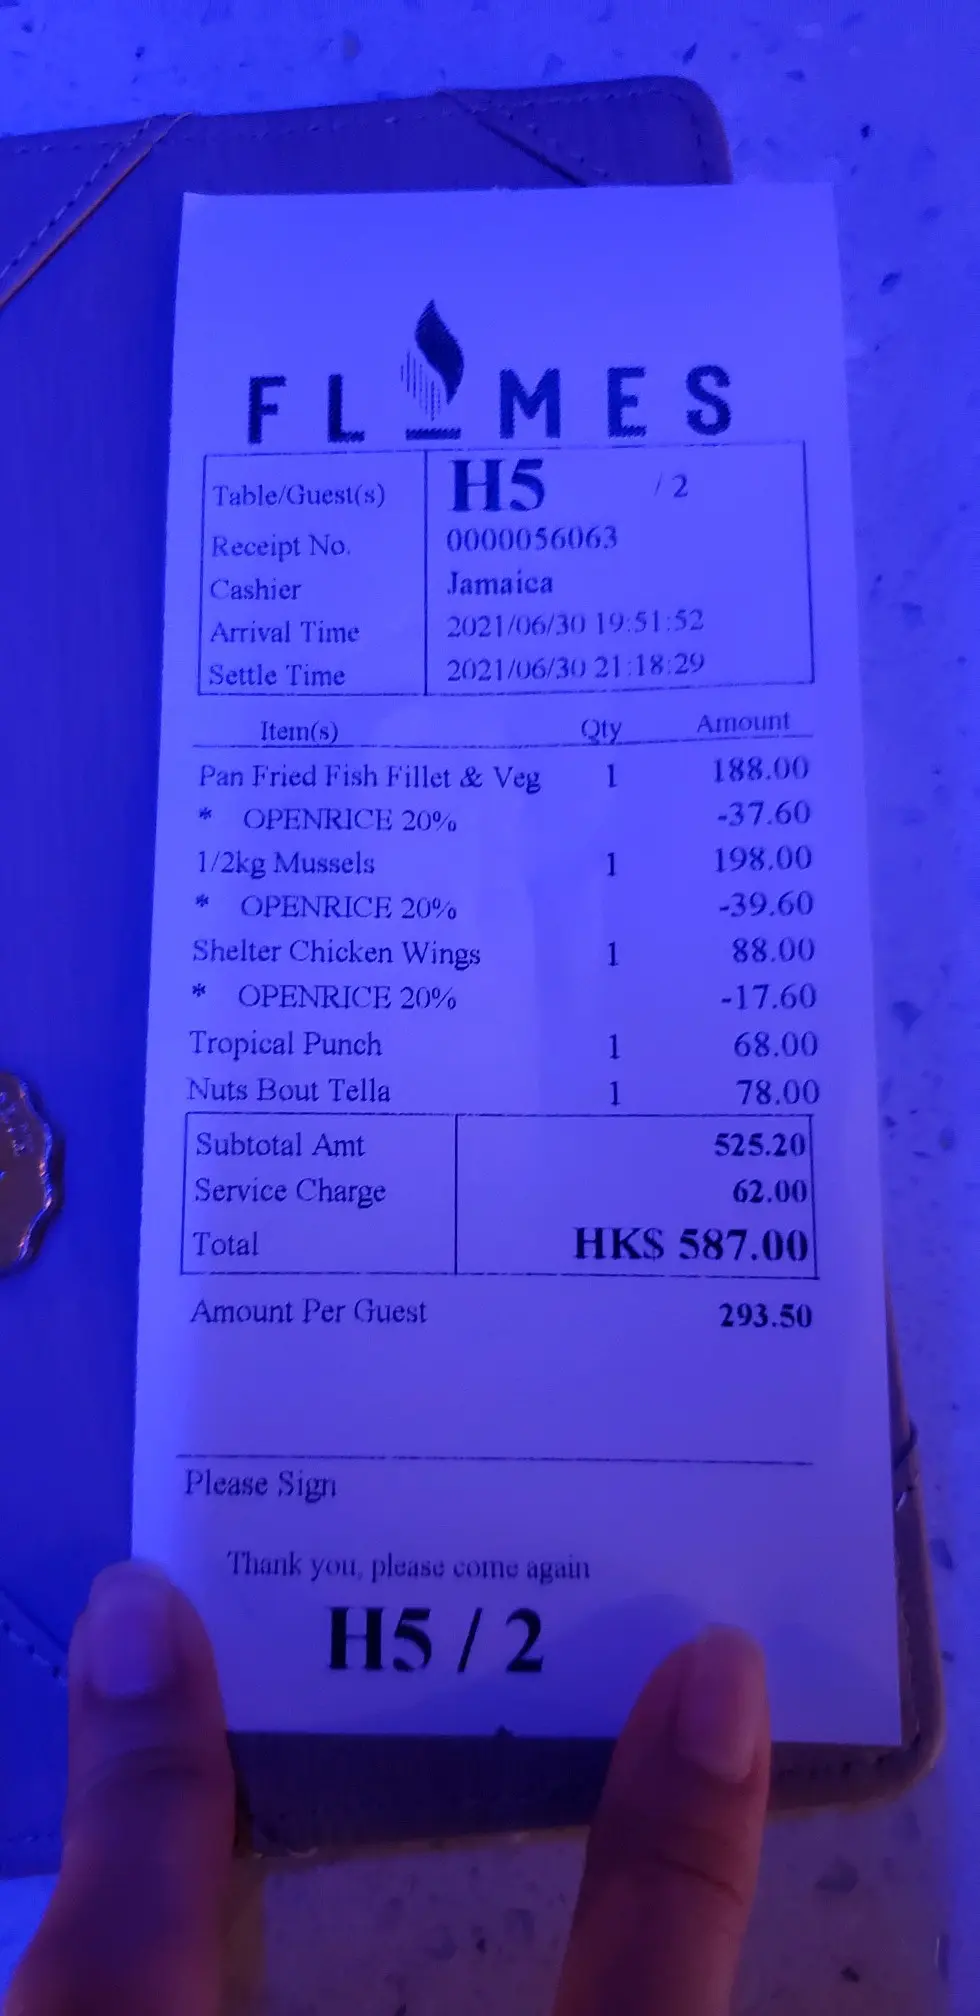 FLAMES
Table/Guest(s) H5 / 2
Receipt No. 0000056063
Cashier Jamaica
Arrival Time 2021/06/30 19:51:52
Settle Time 2021/06/30 21:18:29
Item(s) Qty Amount
Pan Fried Fish Fillet & Veg 1 188.00
* OPENRICE 20% -37.60
1/2kg Mussels 1 198.00
* OPENRICE 20% -39.60
Shelter Chicken Wings 1 88.00
* OPENRICE 20% -17.60
Tropical Punch 1 68.00
Nuts Bout Tella 1 78.00
Subtotal Amt 525.20
Service Charge 62.00
Total HK$ 587.00
Amount Per Guest 293.50
Please Sign
Thank you, please come again
H5 / 2